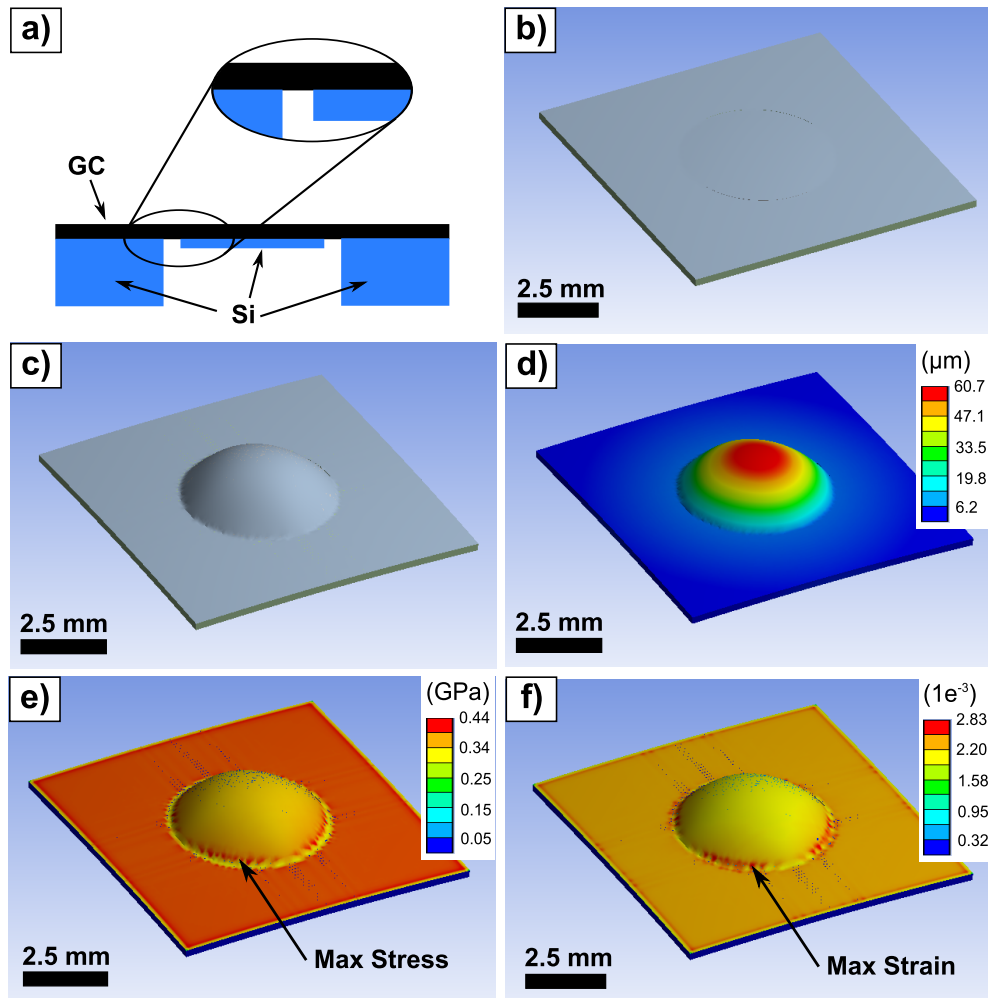 a)
GC
Si
b)
2.5 mm
c)
2.5 mm
d)
(μm)
60.7
47.1
33.5
19.8
6.2
2.5 mm
e)
(GPa)
0.44
0.34
0.25
0.15
0.05
2.5 mm
Max Stress
f)
(1e⁻³)
2.83
2.20
1.58
0.95
0.32
2.5 mm
Max Strain